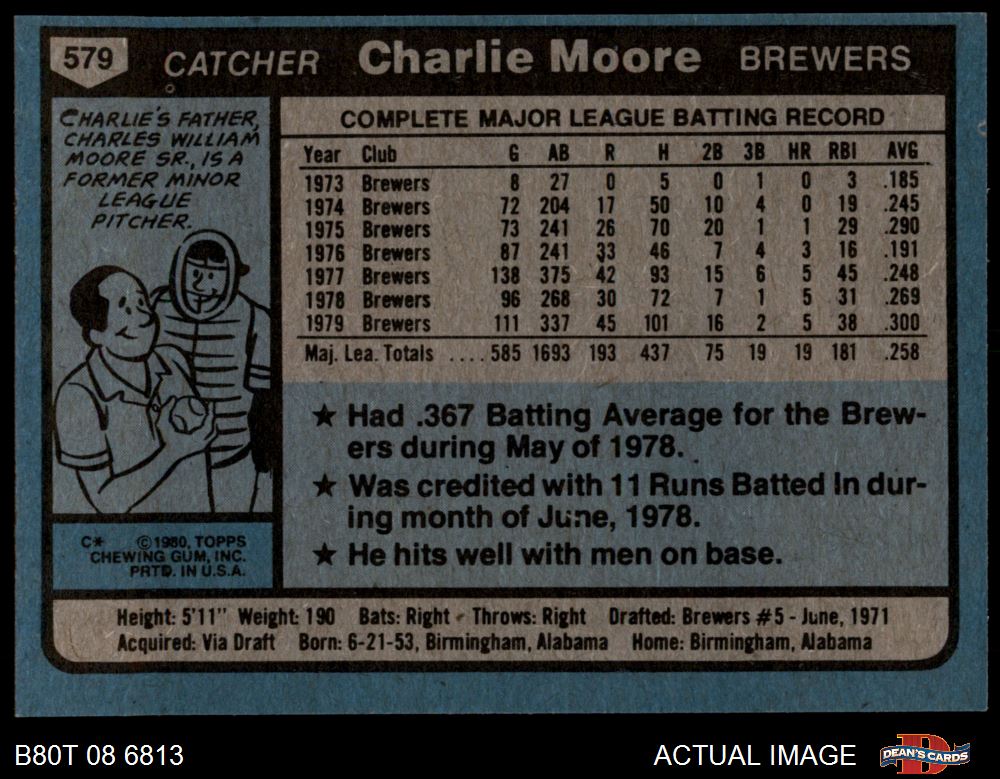 579 CATCHER Charlie Moore BREWERS
CHARLIE'S FATHER,
CHARLES WILLIAM
MOORE SR., IS A
FORMER MINOR
LEAGUE
PITCHER.
C* ©1980, TOPPS
CHEWING GUM, INC.
PRTD. IN U.S.A.
COMPLETE MAJOR LEAGUE BATTING RECORD
Year Club G AB R H 2B 3B HR RBI AVG
1973 Brewers 8 27 0 5 0 1 0 3 .185
1974 Brewers 72 204 17 50 10 4 0 19 .245
1975 Brewers 73 241 26 70 20 1 1 29 .290
1976 Brewers 87 241 33 46 7 4 3 16 .191
1977 Brewers 138 375 42 93 15 6 5 45 .248
1978 Brewers 96 268 30 72 7 1 5 31 .269
1979 Brewers 111 337 45 101 16 2 5 38 .300
Maj. Lea. Totals .... 585 1693 193 437 75 19 19 181 .258
★ Had .367 Batting Average for the Brew-
ers during May of 1978.
★ Was credited with 11 Runs Batted In dur-
ing month of June, 1978.
★ He hits well with men on base.
Height: 5'11" Weight: 190 Bats: Right - Throws: Right Drafted: Brewers #5 - June, 1971
Acquired: Via Draft Born: 6-21-53, Birmingham, Alabama Home: Birmingham, Alabama
B80T 08 6813 ACTUAL IMAGE DEAN'S CARDS